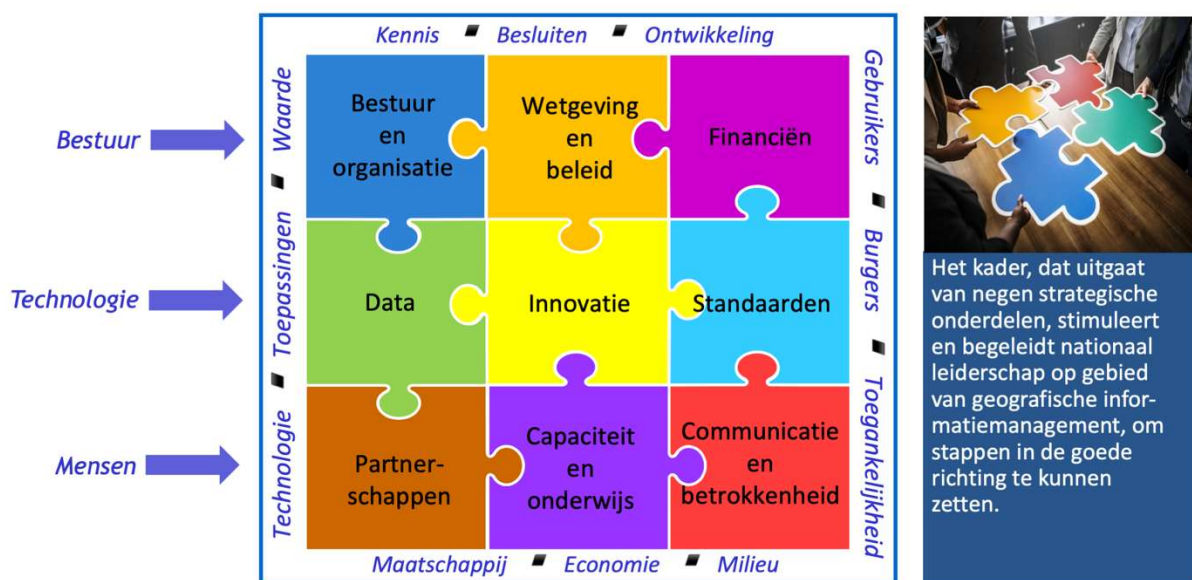 Kennis ▪ Besluiten ▪ Ontwikkeling
Bestuur
Technologie
Mensen
Technologie ▪ Toepassingen ▪ Waarde
Bestuur
en
organisatie
Wetgeving
en
beleid
Financiën
Data
Innovatie
Standaarden
Partner-
schappen
Capaciteit
en
onderwijs
Communicatie
en
betrokkenheid
Gebruikers ▪ Burgers ▪ Toegankelijkheid
Maatschappij ▪ Economie ▪ Milieu
Het kader, dat uitgaat
van negen strategische
onderdelen, stimuleert
en begeleidt nationaal
leiderschap op gebied
van geografische infor-
matiemanagement, om
stappen in de goede
richting te kunnen
zetten.